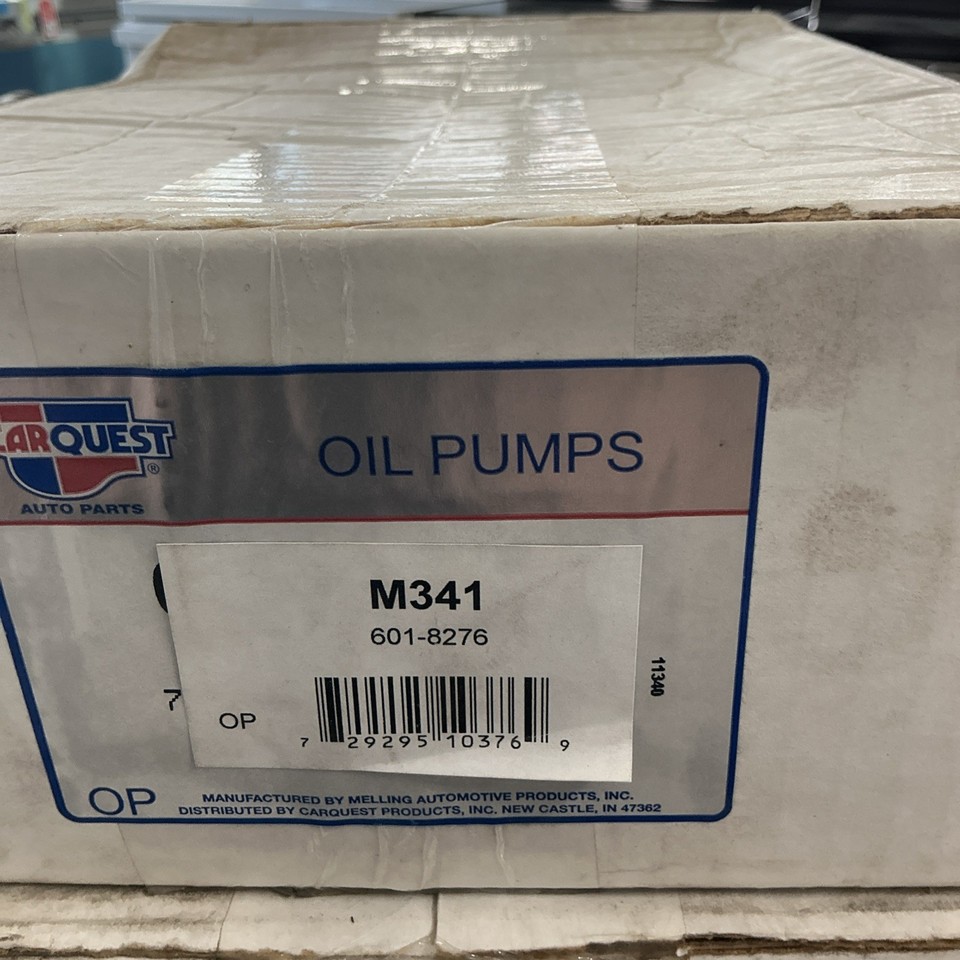 CARQUEST®
AUTO PARTS
OIL PUMPS
M341
601-8276
11340
7
OP
7 29295 10376 9
OP
MANUFACTURED BY MELLING AUTOMOTIVE PRODUCTS, INC.
DISTRIBUTED BY CARQUEST PRODUCTS, INC. NEW CASTLE, IN 47362